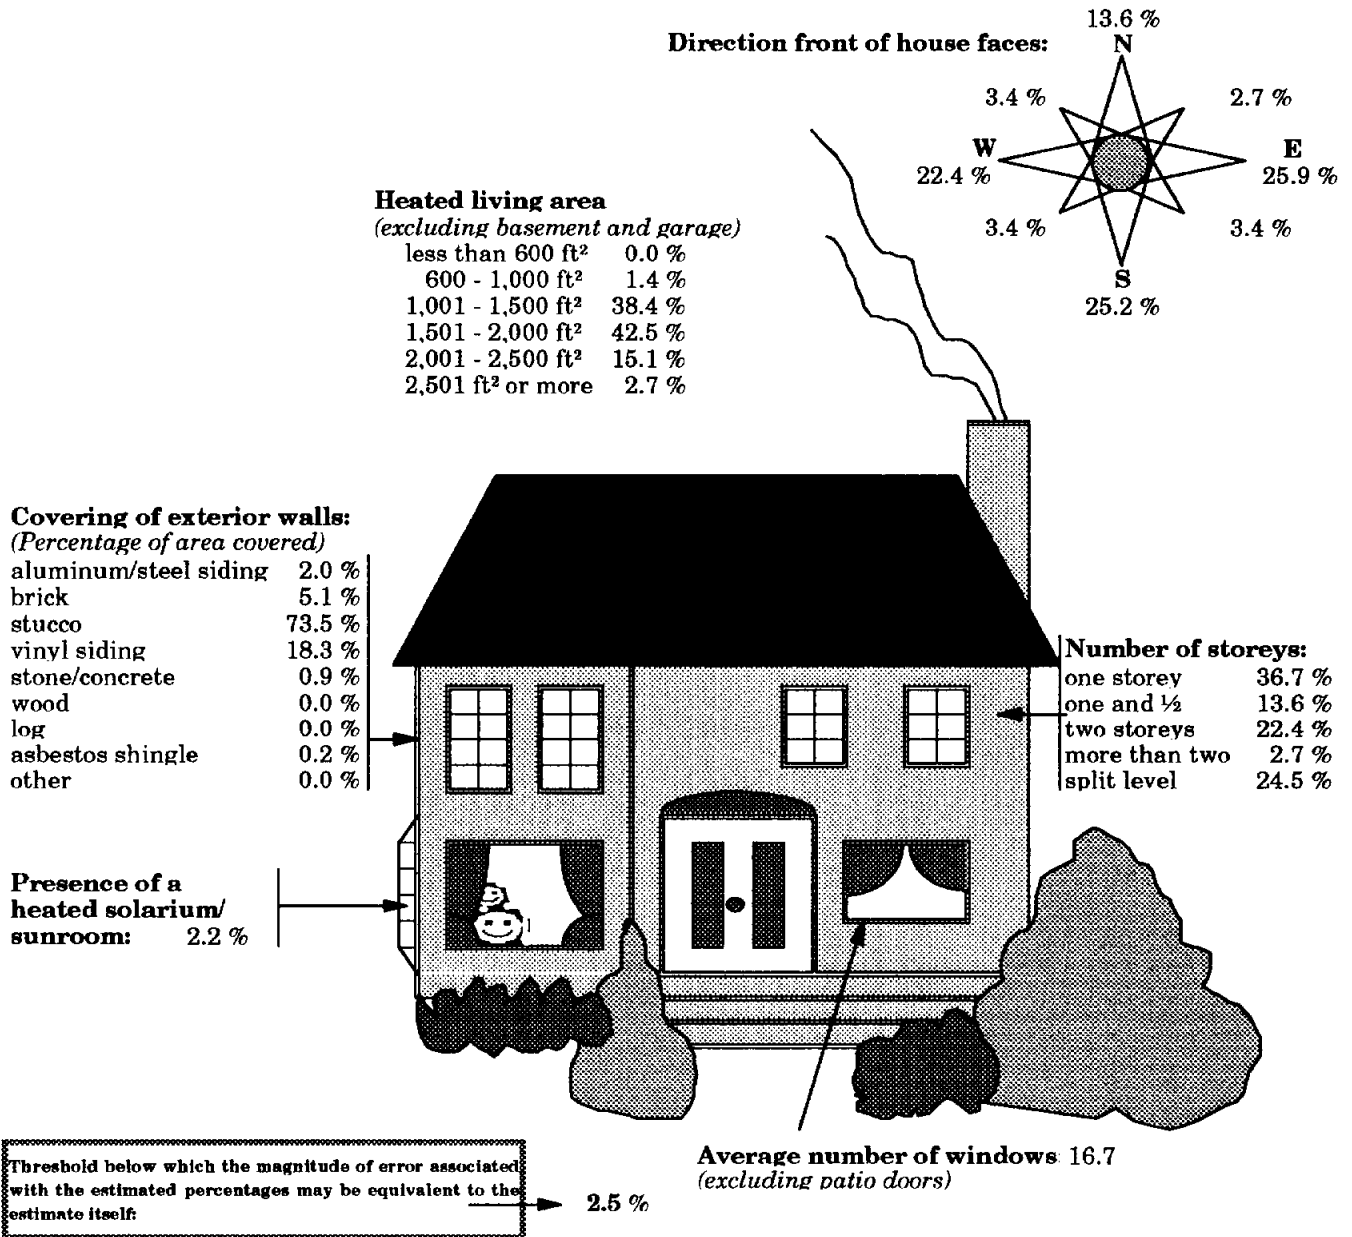 13.6 %
Direction front of house faces:
N
3.4 %
2.7 %
W
E
22.4 %
25.9 %
3.4 %
3.4 %
S
25.2 %
Heated living area
(excluding basement and garage)
less than 600 ft² 0.0 %
600 - 1,000 ft² 1.4 %
1,001 - 1,500 ft² 38.4 %
1,501 - 2,000 ft² 42.5 %
2,001 - 2,500 ft² 15.1 %
2,501 ft² or more 2.7 %
Covering of exterior walls:
(Percentage of area covered)
aluminum/steel siding 2.0 %
brick 5.1 %
stucco 73.5 %
vinyl siding 18.3 %
stone/concrete 0.9 %
wood 0.0 %
log 0.0 %
asbestos shingle 0.2 %
other 0.0 %
Number of storeys:
one storey 36.7 %
one and ½ 13.6 %
two storeys 22.4 %
more than two 2.7 %
split level 24.5 %
Presence of a
heated solarium/
sunroom: 2.2 %
Average number of windows 16.7
(excluding patio doors)
Threshold below which the magnitude of error associated
with the estimated percentages may be equivalent to the
estimate itself:
2.5 %